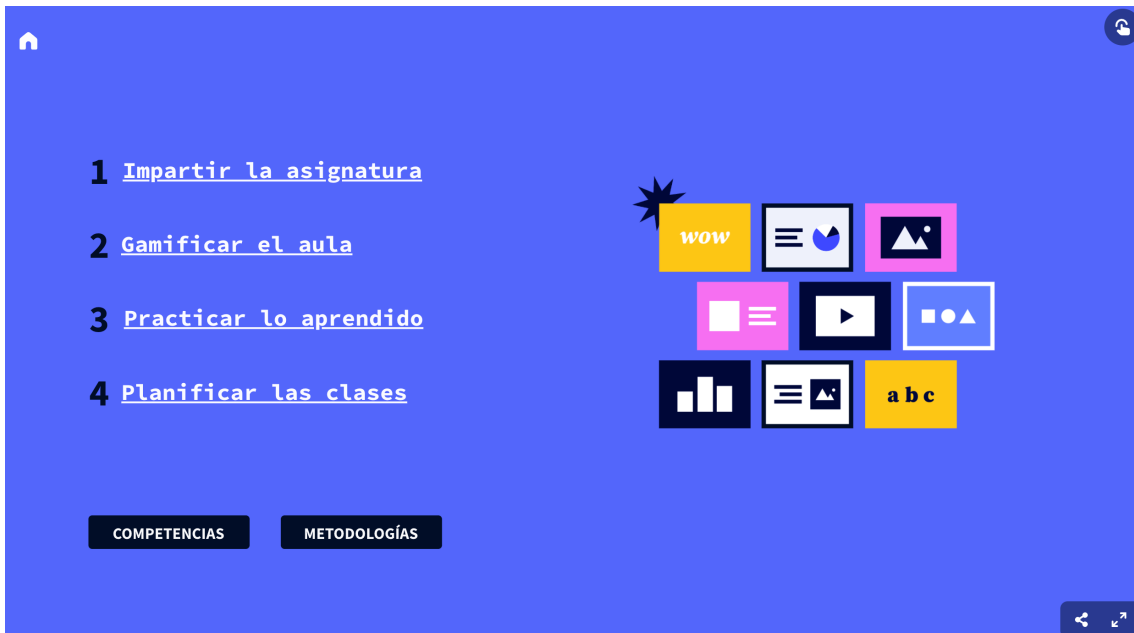 1 Impartir la asignatura
2 Gamificar el aula
3 Practicar lo aprendido
4 Planificar las clases
COMPETENCIAS
METODOLOGÍAS
wow
abc